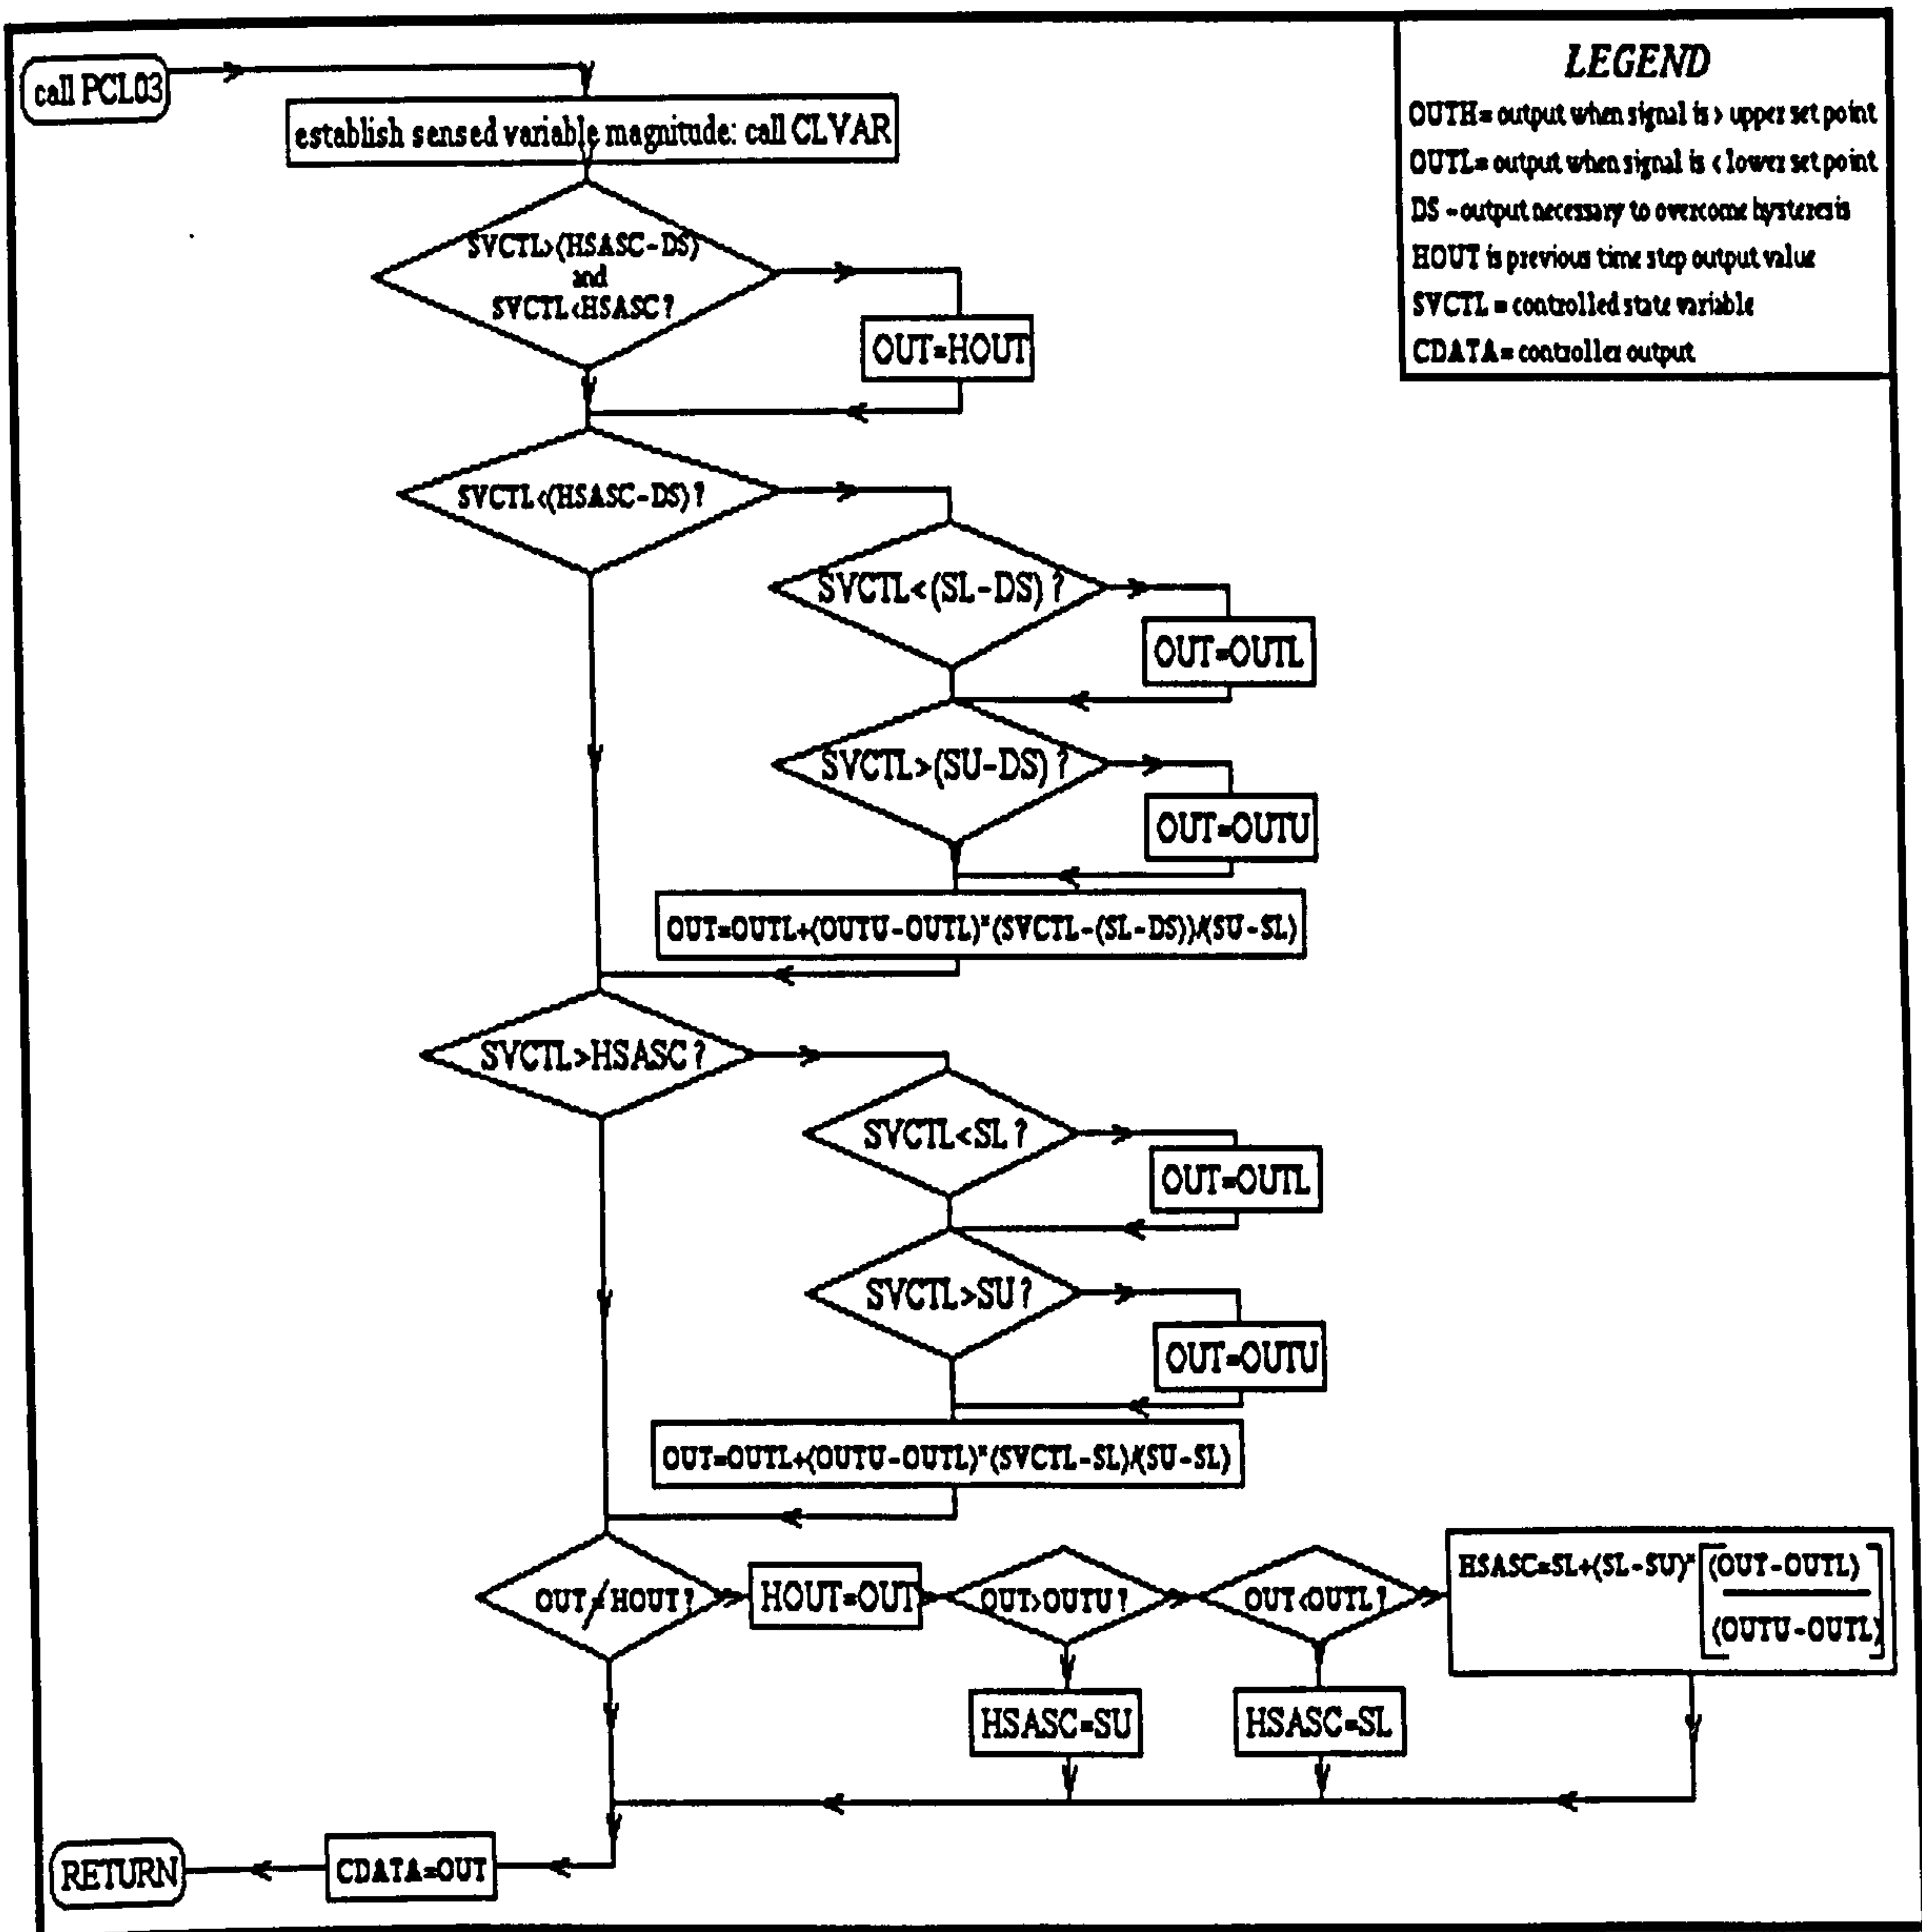 call PCL03
establish sensed variable magnitude: call CLVAR
LEGEND
OUTH= output when signal is > upper set point
OUTL= output when signal is < lower set point
DS - output necessary to overcome hysteresis
HOUT is previous time step output value
SVCTL = controlled state variable
CDATA= controller output
SVCTL>(HSASC-DS)
and
SVCTL<HSASC?
OUT=HOUT
SVCTL<(HSASC-DS)?
SVCTL<(SL-DS)?
OUT=OUTL
SVCTL>(SU-DS)?
OUT=OUTU
OUT=OUTL+(OUTU-OUTL)*(SVCTL-(SL-DS))/(SU-SL)
SVCTL>HSASC?
SVCTL<SL?
OUT=OUTL
SVCTL>SU?
OUT=OUTU
OUT=OUTL+(OUTU-OUTL)*(SVCTL-SL)/(SU-SL)
OUT≠HOUT?
HOUT=OUT
OUT>OUTU?
OUT<OUTL?
HSASC=SL+(SL-SU)*[(OUT-OUTL)
(OUTU-OUTL)]
HSASC=SU
HSASC=SL
CDATA=OUT
RETURN